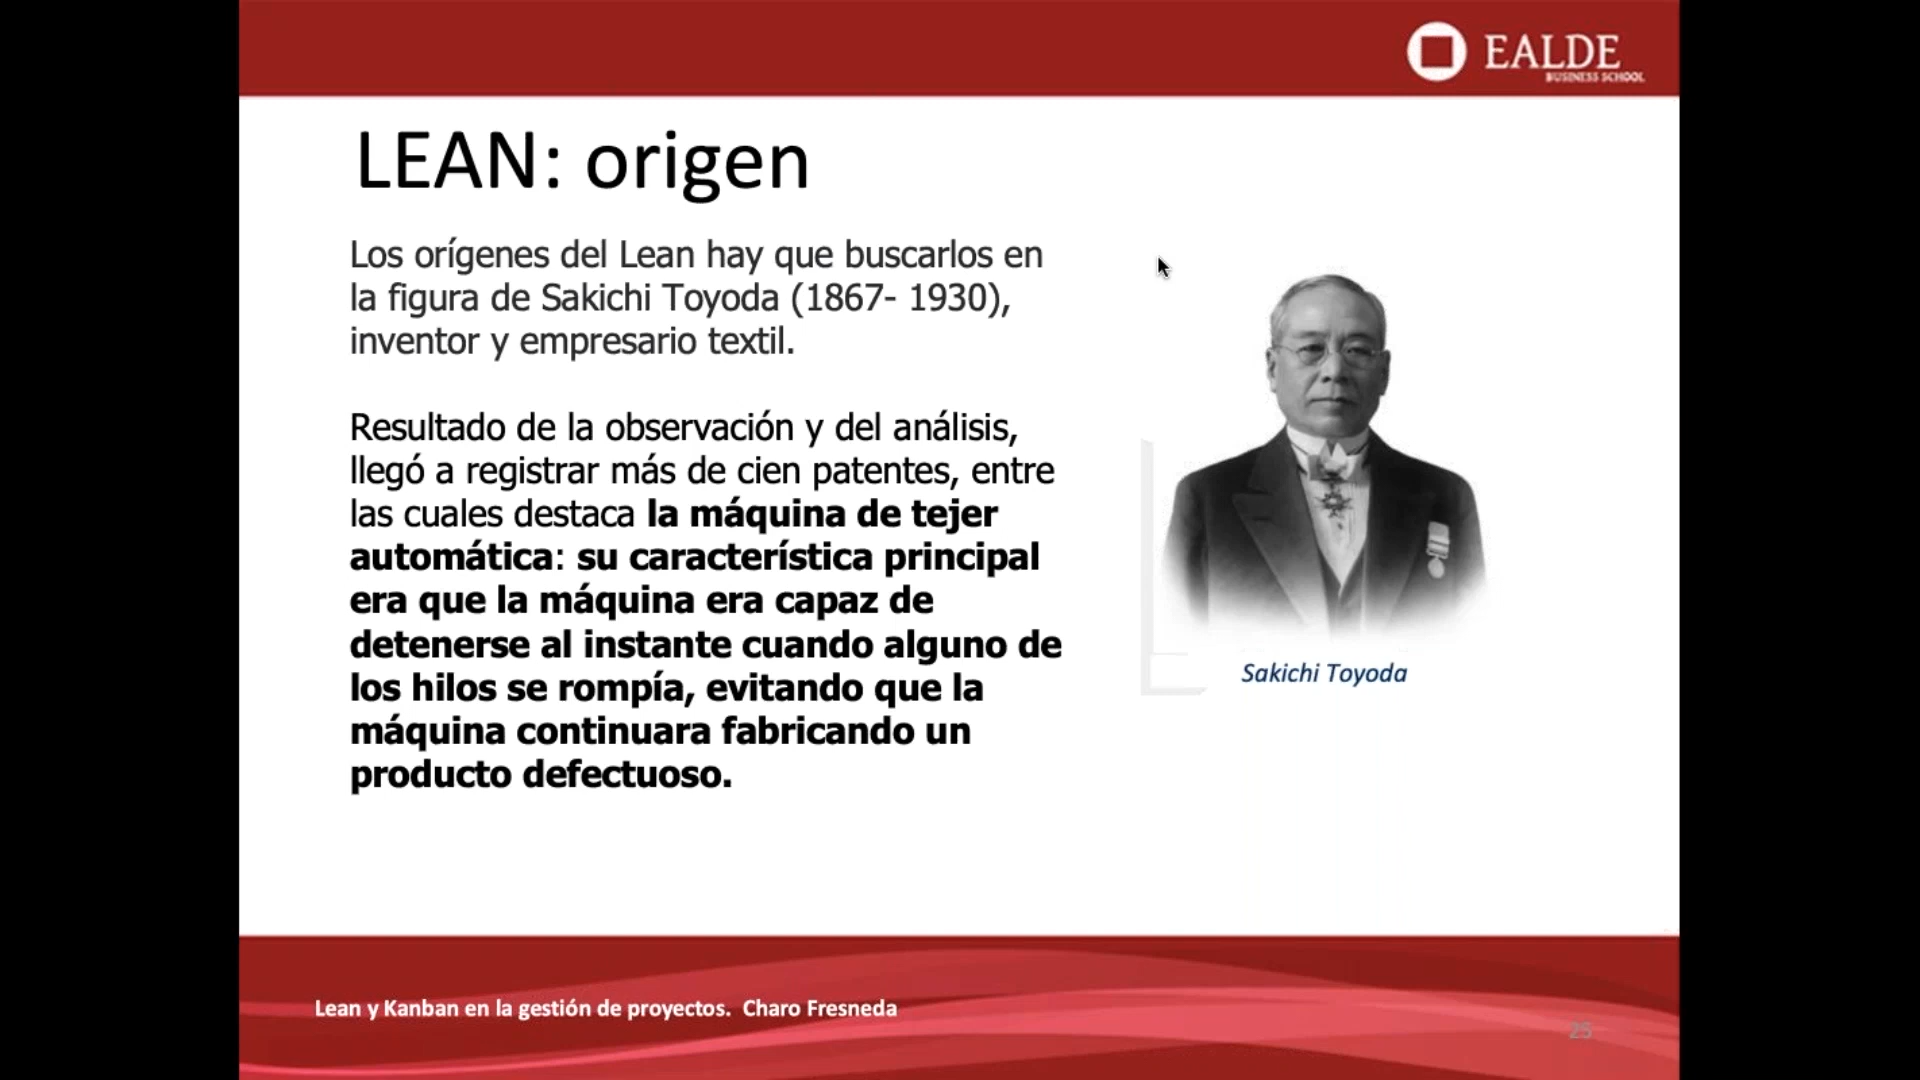 EALDE
BUSINESS SCHOOL
LEAN: origen
Los orígenes del Lean hay que buscarlos en
la figura de Sakichi Toyoda (1867- 1930),
inventor y empresario textil.
Resultado de la observación y del análisis,
llegó a registrar más de cien patentes, entre
las cuales destaca la máquina de tejer
automática: su característica principal
era que la máquina era capaz de
detenerse al instante cuando alguno de
los hilos se rompía, evitando que la
máquina continuara fabricando un
producto defectuoso.
Sakichi Toyoda
Lean y Kanban en la gestión de proyectos. Charo Fresneda
25